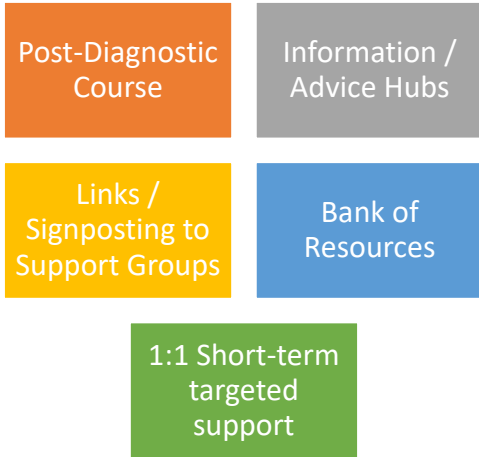 Post-Diagnostic
Course
Information /
Advice Hubs
Links /
Signposting to
Support Groups
Bank of
Resources
1:1 Short-term
targeted
support